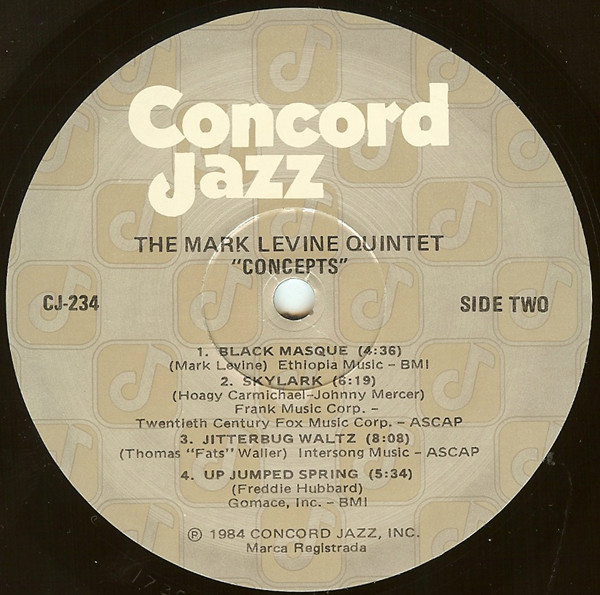 Concord
Jazz
THE MARK LEVINE QUINTET
"CONCEPTS"
CJ-234
SIDE TWO
1. BLACK MASQUE (4:36)
(Mark Levine) Ethiopia Music – BMI
2. SKYLARK (6:19)
(Hoagy Carmichael–Johnny Mercer)
Frank Music Corp. –
Twentieth Century Fox Music Corp. – ASCAP
3. JITTERBUG WALTZ (8:08)
(Thomas "Fats" Waller) Intersong Music – ASCAP
4. UP JUMPED SPRING (5:34)
(Freddie Hubbard)
Gomace, Inc. – BMI
℗ 1984 CONCORD JAZZ, INC.
Marca Registrada